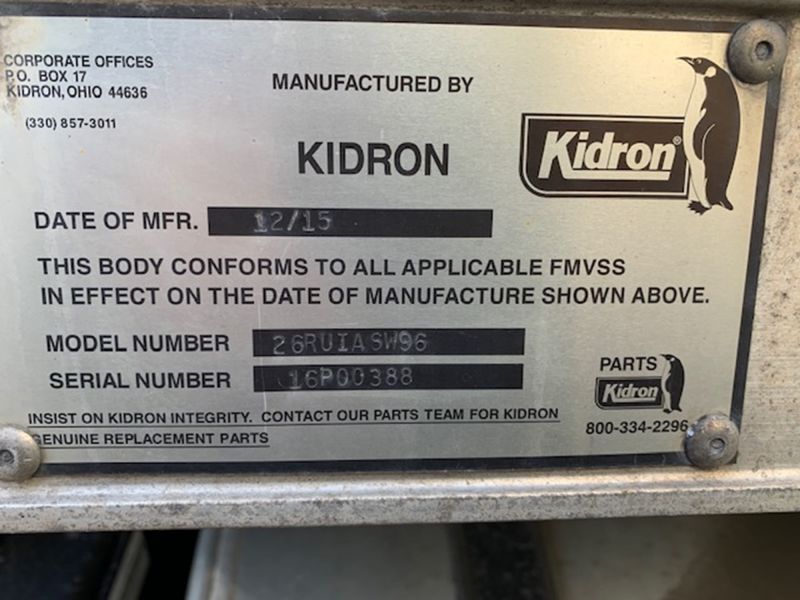 CORPORATE OFFICES
P.O. BOX 17
KIDRON, OHIO 44636
(330) 857-3011
MANUFACTURED BY
KIDRON
Kidron®
DATE OF MFR. 12/15
THIS BODY CONFORMS TO ALL APPLICABLE FMVSS
IN EFFECT ON THE DATE OF MANUFACTURE SHOWN ABOVE.
MODEL NUMBER 26RUIASW96
SERIAL NUMBER 16P00388
PARTS
Kidron
800-334-2296
INSIST ON KIDRON INTEGRITY. CONTACT OUR PARTS TEAM FOR KIDRON
GENUINE REPLACEMENT PARTS